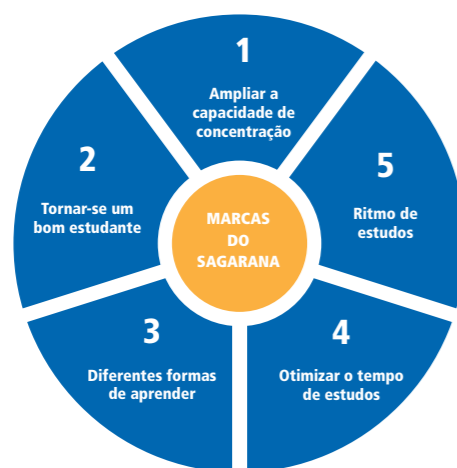 1
Ampliar a
capacidade de
concentração
2
Tornar-se um
bom estudante
3
Diferentes formas
de aprender
4
Otimizar o tempo
de estudos
5
Ritmo de
estudos
MARCAS
DO
SAGARANA